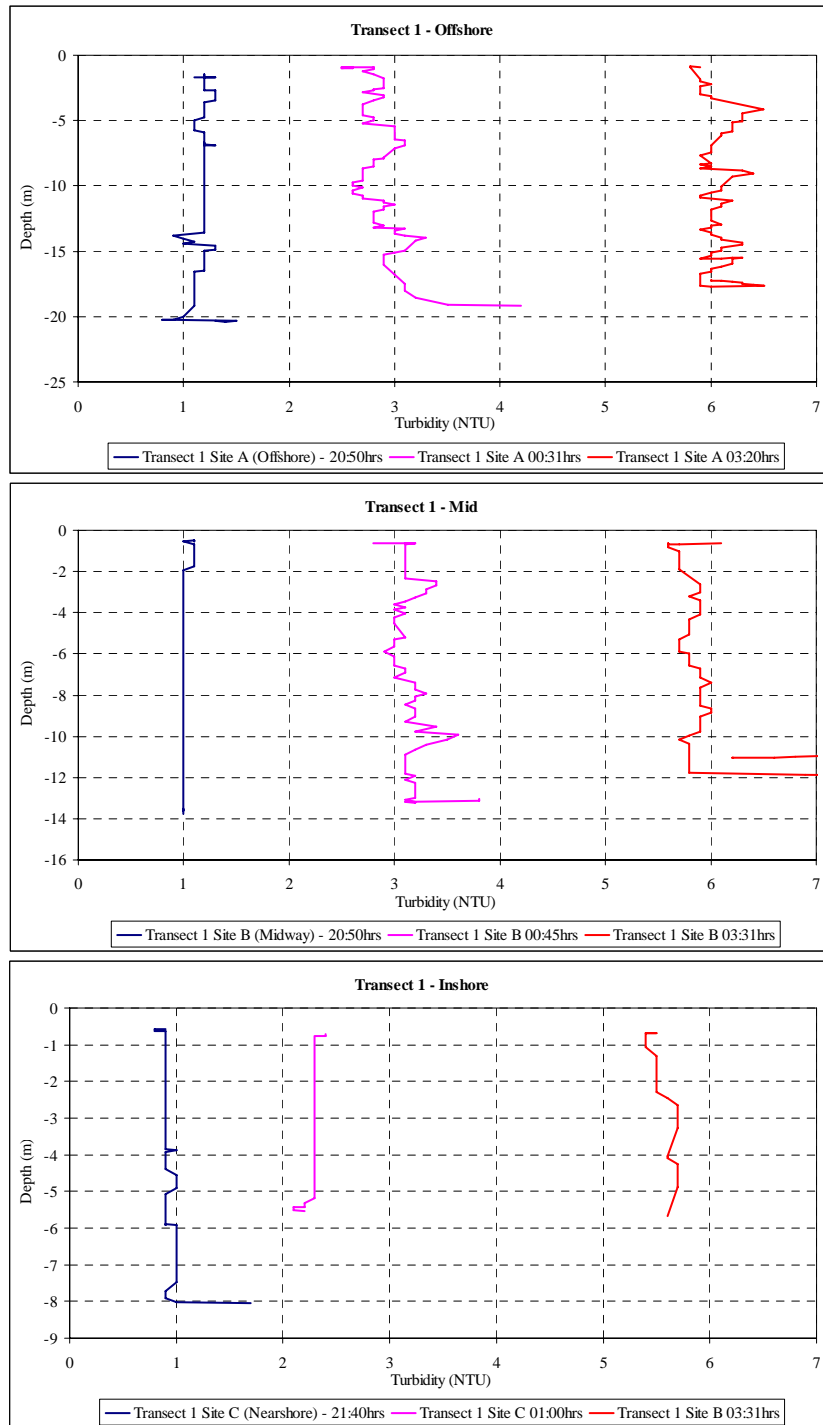 Transect 1 - Offshore
0
-5
-10
-15
-20
-25
Depth (m)
0 1 2 3 4 5 6 7
Turbidity (NTU)
Transect 1 Site A (Offshore) - 20:50hrs Transect 1 Site A 00:31hrs Transect 1 Site A 03:20hrs
Transect 1 - Mid
0
-2
-4
-6
-8
-10
-12
-14
-16
Depth (m)
0 1 2 3 4 5 6 7
Turbidity (NTU)
Transect 1 Site B (Midway) - 20:50hrs Transect 1 Site B 00:45hrs Transect 1 Site B 03:31hrs
Transect 1 - Inshore
0
-1
-2
-3
-4
-5
-6
-7
-8
-9
Depth (m)
0 1 2 3 4 5 6 7
Turbidity (NTU)
Transect 1 Site C (Nearshore) - 21:40hrs Transect 1 Site C 01:00hrs Transect 1 Site B 03:31hrs